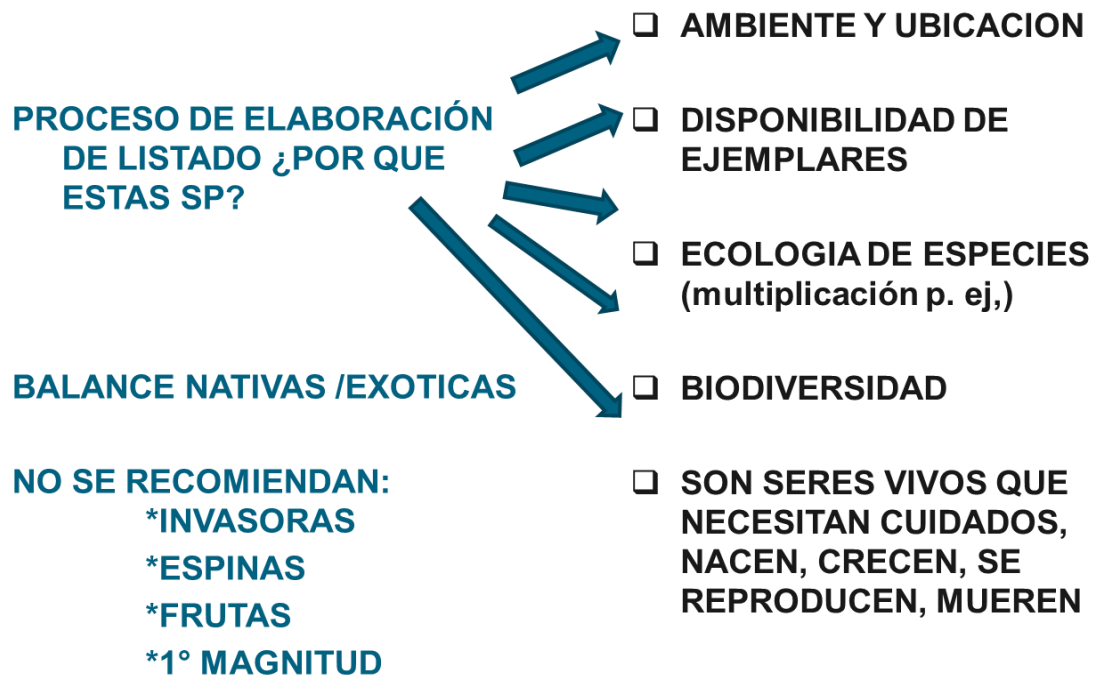 PROCESO DE ELABORACIÓN
DE LISTADO ¿POR QUE
ESTAS SP?
BALANCE NATIVAS /EXOTICAS
NO SE RECOMIENDAN:
*INVASORAS
*ESPINAS
*FRUTAS
*1° MAGNITUD
❑ AMBIENTE Y UBICACION
❑ DISPONIBILIDAD DE
EJEMPLARES
❑ ECOLOGIA DE ESPECIES
(multiplicación p. ej,)
❑ BIODIVERSIDAD
❑ SON SERES VIVOS QUE
NECESITAN CUIDADOS,
NACEN, CRECEN, SE
REPRODUCEN, MUEREN